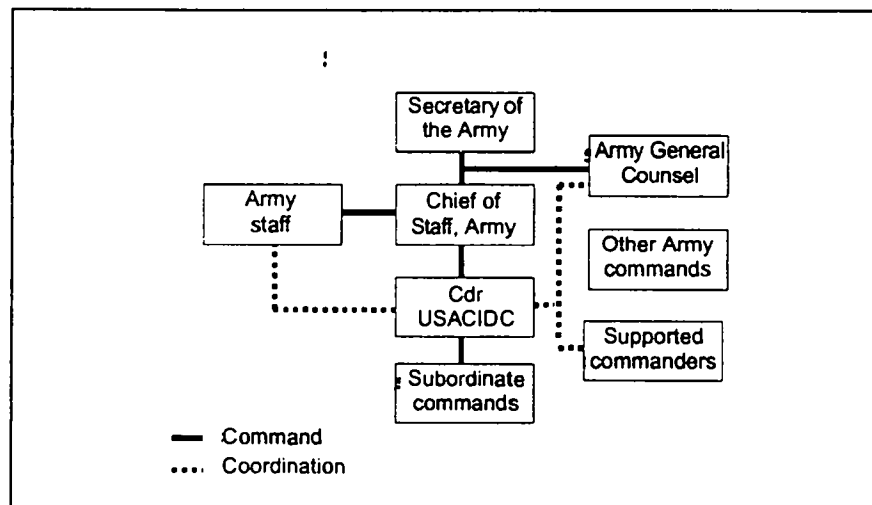 Secretary of
the Army
Army General
Counsel
Army
staff
Chief of
Staff, Army
Other Army
commands
Cdr
USACIDC
Supported
commanders
Subordinate
commands
Command
Coordination